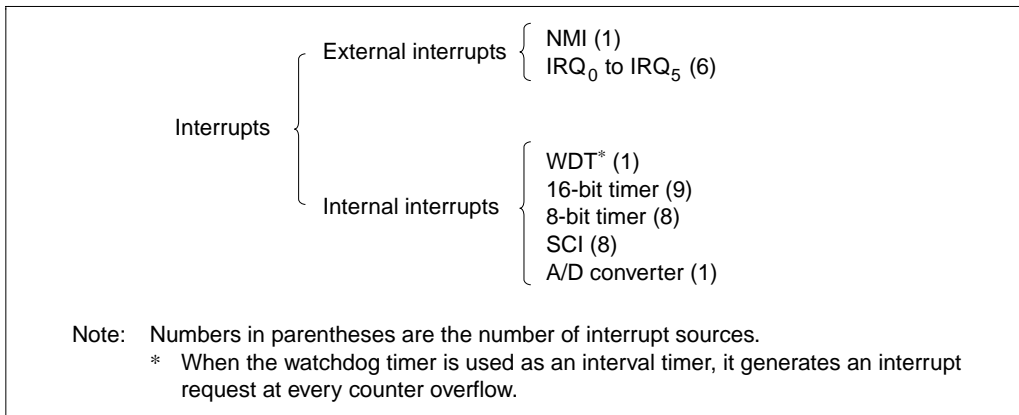 External interrupts
NMI (1)
IRQ0 to IRQ5 (6)
Interrupts
Internal interrupts
WDT* (1)
16-bit timer (9)
8-bit timer (8)
SCI (8)
A/D converter (1)
Note: Numbers in parentheses are the number of interrupt sources.
* When the watchdog timer is used as an interval timer, it generates an interrupt
request at every counter overflow.